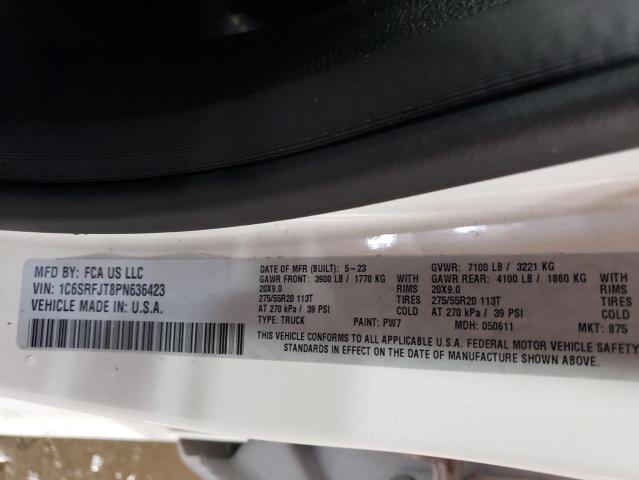 MFD BY: FCA US LLC
VIN: 1C6SRFJT8PN636423
VEHICLE MADE IN U.S.A.
DATE OF MFR (BUILT): 5-23 GVWR: 7100 LB / 3221 KG
GAWR FRONT: 3900 LB / 1770 KG WITH GAWR REAR: 4100 LB / 1860 KG WITH
20X9.0 RIMS 20X9.0 RIMS
275/55R20 113T TIRES 275/55R20 113T TIRES
AT 270 kPa / 39 PSI COLD AT 270 kPa / 39 PSI COLD
TYPE: TRUCK PAINT: PW7 MDH: 050611 MKT: 875
THIS VEHICLE CONFORMS TO ALL APPLICABLE U.S.A. FEDERAL MOTOR VEHICLE SAFETY
STANDARDS IN EFFECT ON THE DATE OF MANUFACTURE SHOWN ABOVE.